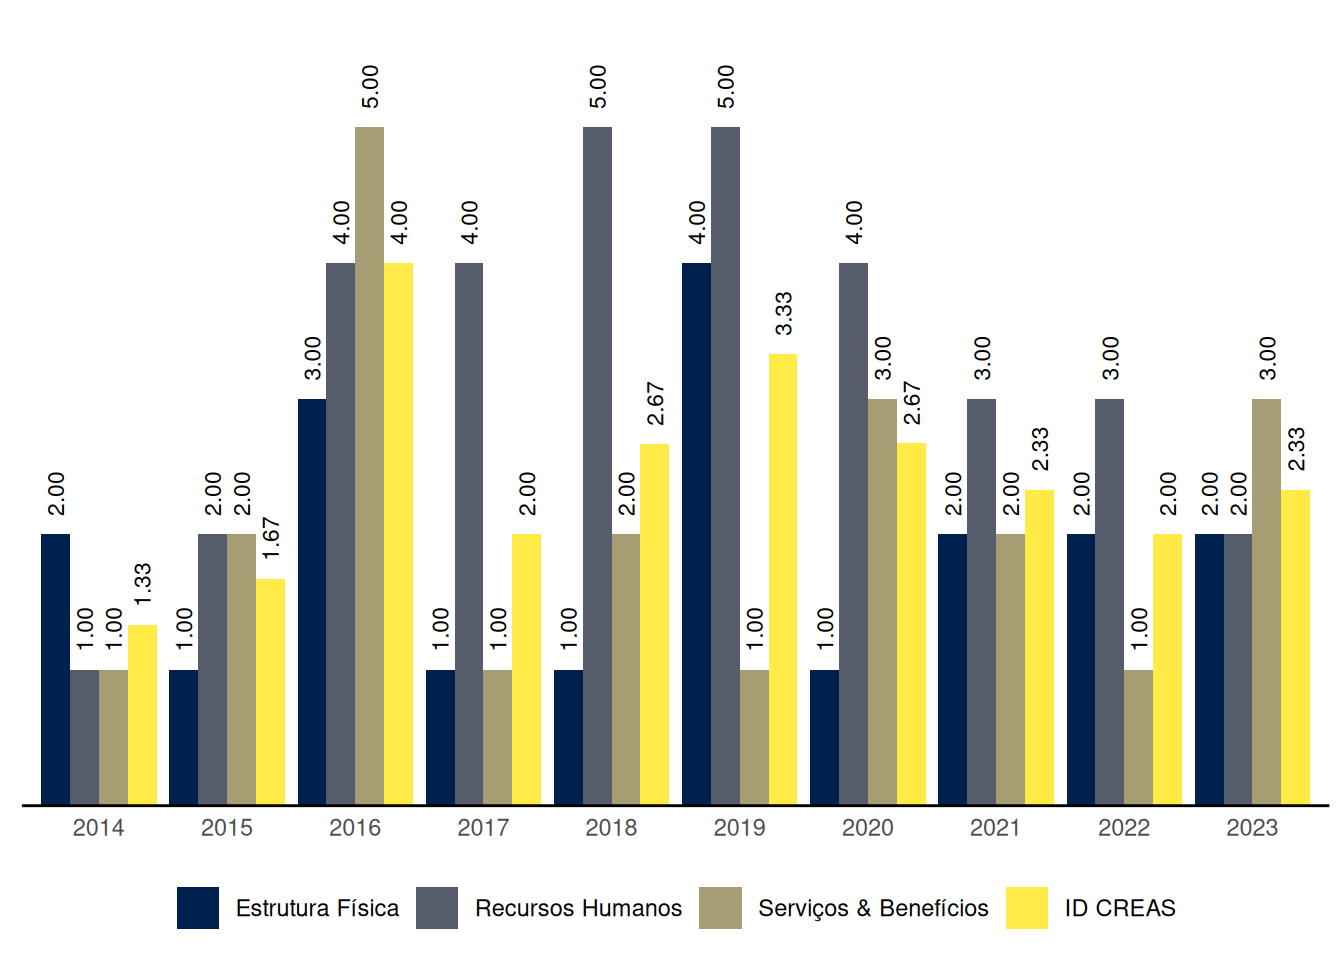 5.00 5.00 5.00
4.00 4.00 4.00 4.00 4.00
3.33
3.00 3.00 3.00 3.00 3.00
2.67 2.67
2.33 2.33
2.00 2.00 2.00 2.00 2.00 2.00 2.00 2.00 2.00 2.00 2.00
1.67
1.33
1.00 1.00 1.00 1.00 1.00 1.00 1.00 1.00 1.00
2014 2015 2016 2017 2018 2019 2020 2021 2022 2023
Estrutura Física Recursos Humanos Serviços & Benefícios ID CREAS